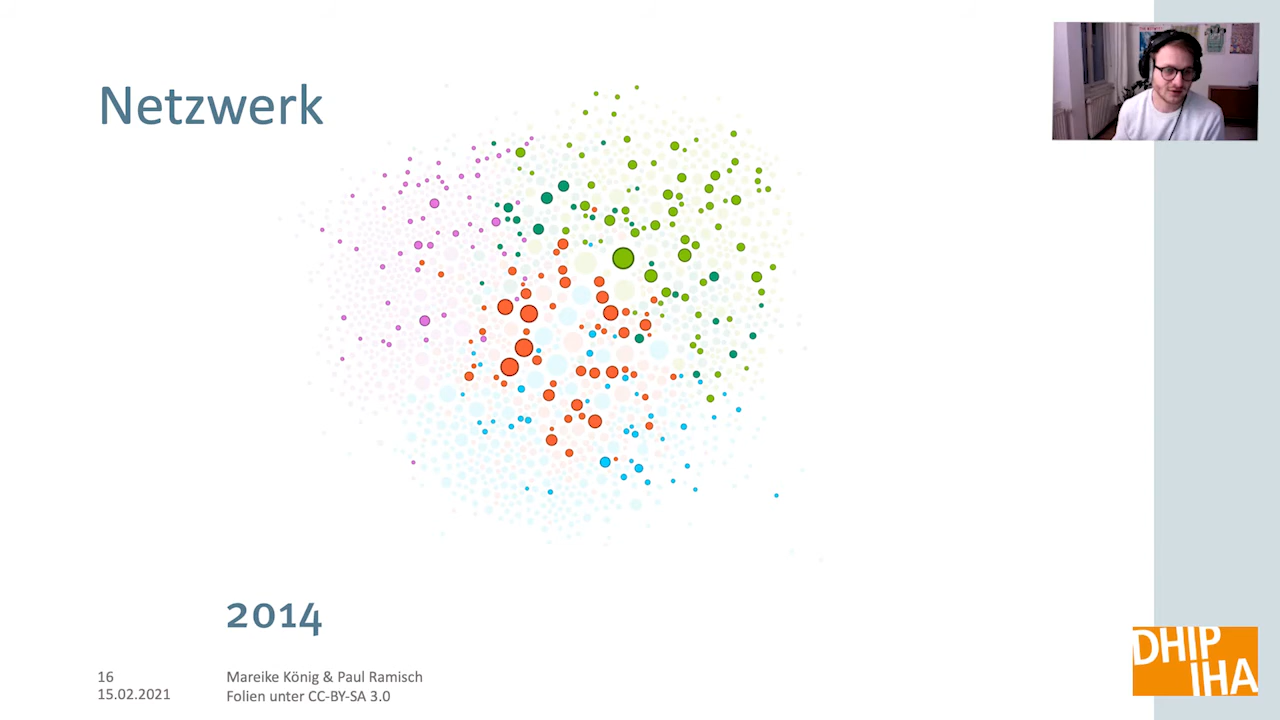 Netzwerk
2014
16
15.02.2021
Mareike König & Paul Ramisch
Folien unter CC-BY-SA 3.0
DHIP
IHA